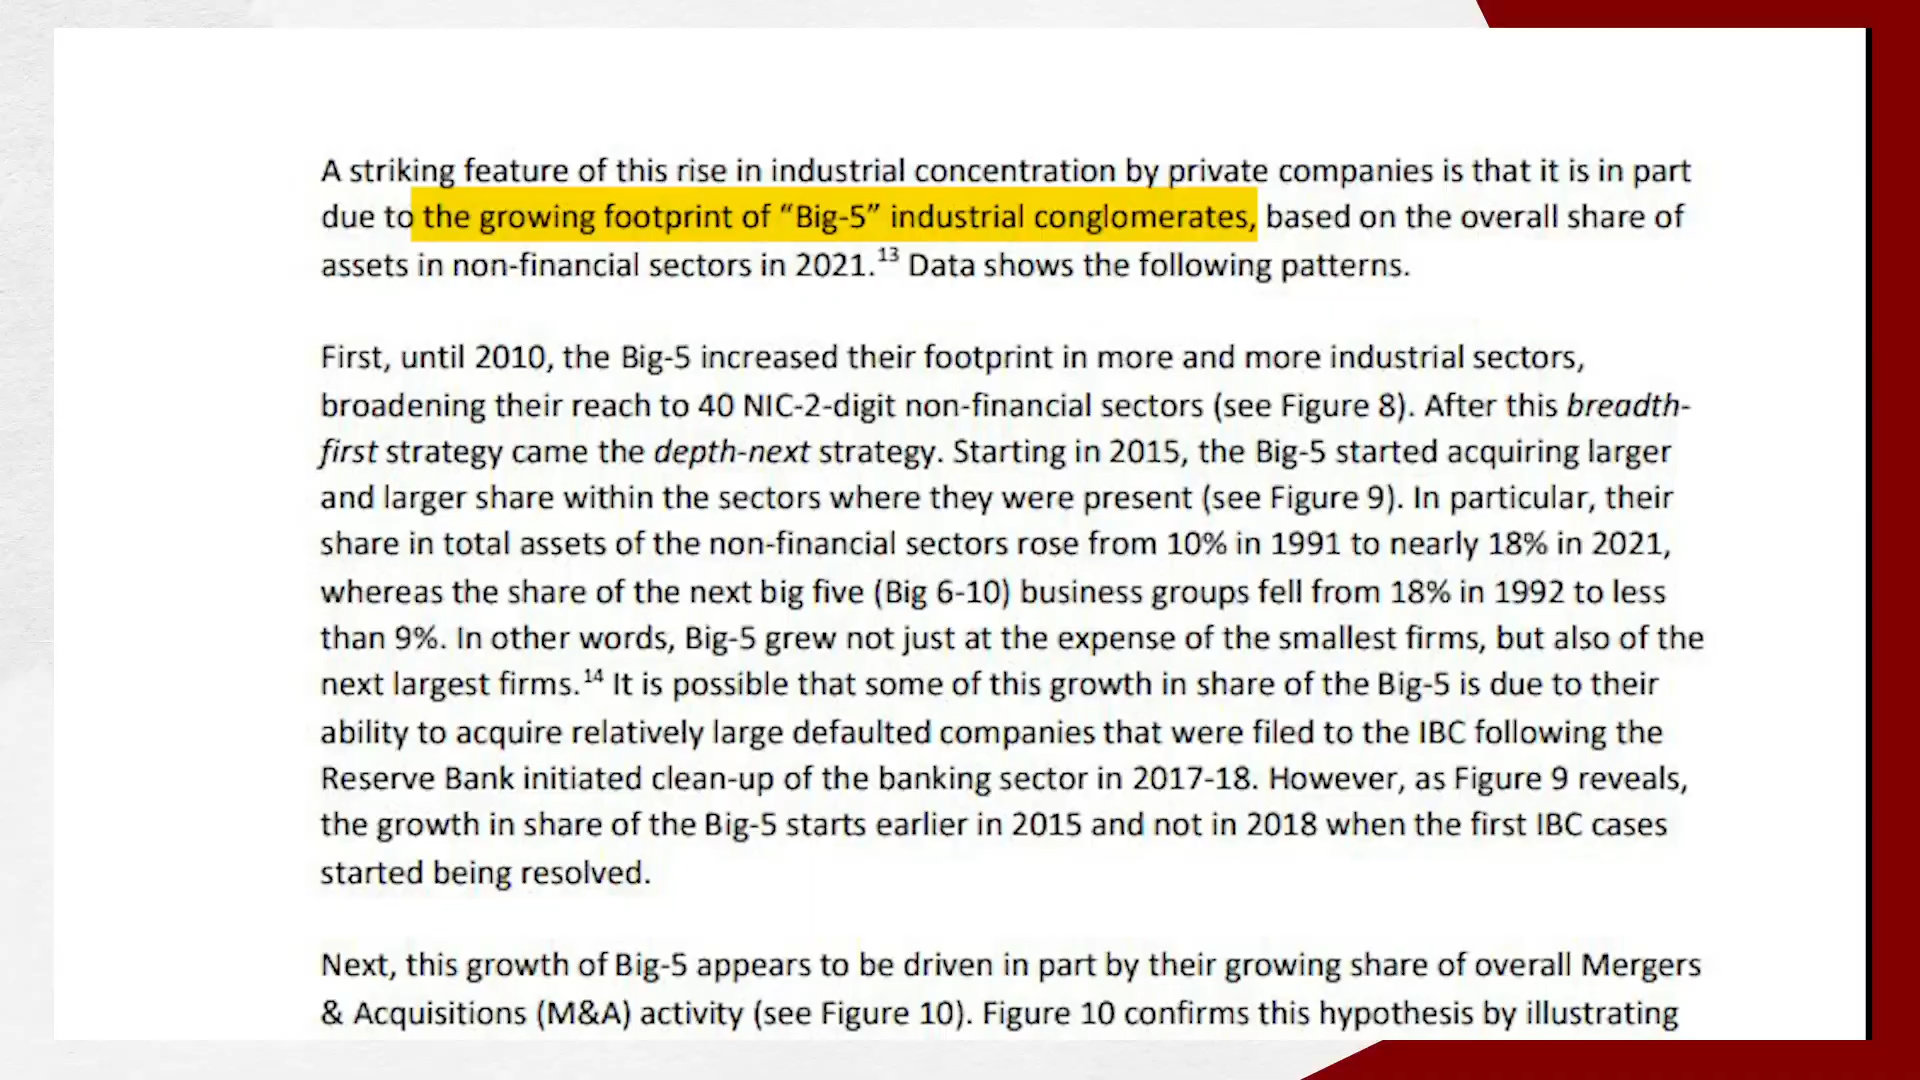 A striking feature of this rise in industrial concentration by private companies is that it is in part
due to the growing footprint of “Big-5” industrial conglomerates, based on the overall share of
assets in non-financial sectors in 2021.¹³ Data shows the following patterns.
First, until 2010, the Big-5 increased their footprint in more and more industrial sectors,
broadening their reach to 40 NIC-2-digit non-financial sectors (see Figure 8). After this breadth-
first strategy came the depth-next strategy. Starting in 2015, the Big-5 started acquiring larger
and larger share within the sectors where they were present (see Figure 9). In particular, their
share in total assets of the non-financial sectors rose from 10% in 1991 to nearly 18% in 2021,
whereas the share of the next big five (Big 6-10) business groups fell from 18% in 1992 to less
than 9%. In other words, Big-5 grew not just at the expense of the smallest firms, but also of the
next largest firms.¹⁴ It is possible that some of this growth in share of the Big-5 is due to their
ability to acquire relatively large defaulted companies that were filed to the IBC following the
Reserve Bank initiated clean-up of the banking sector in 2017-18. However, as Figure 9 reveals,
the growth in share of the Big-5 starts earlier in 2015 and not in 2018 when the first IBC cases
started being resolved.
Next, this growth of Big-5 appears to be driven in part by their growing share of overall Mergers
& Acquisitions (M&A) activity (see Figure 10). Figure 10 confirms this hypothesis by illustrating